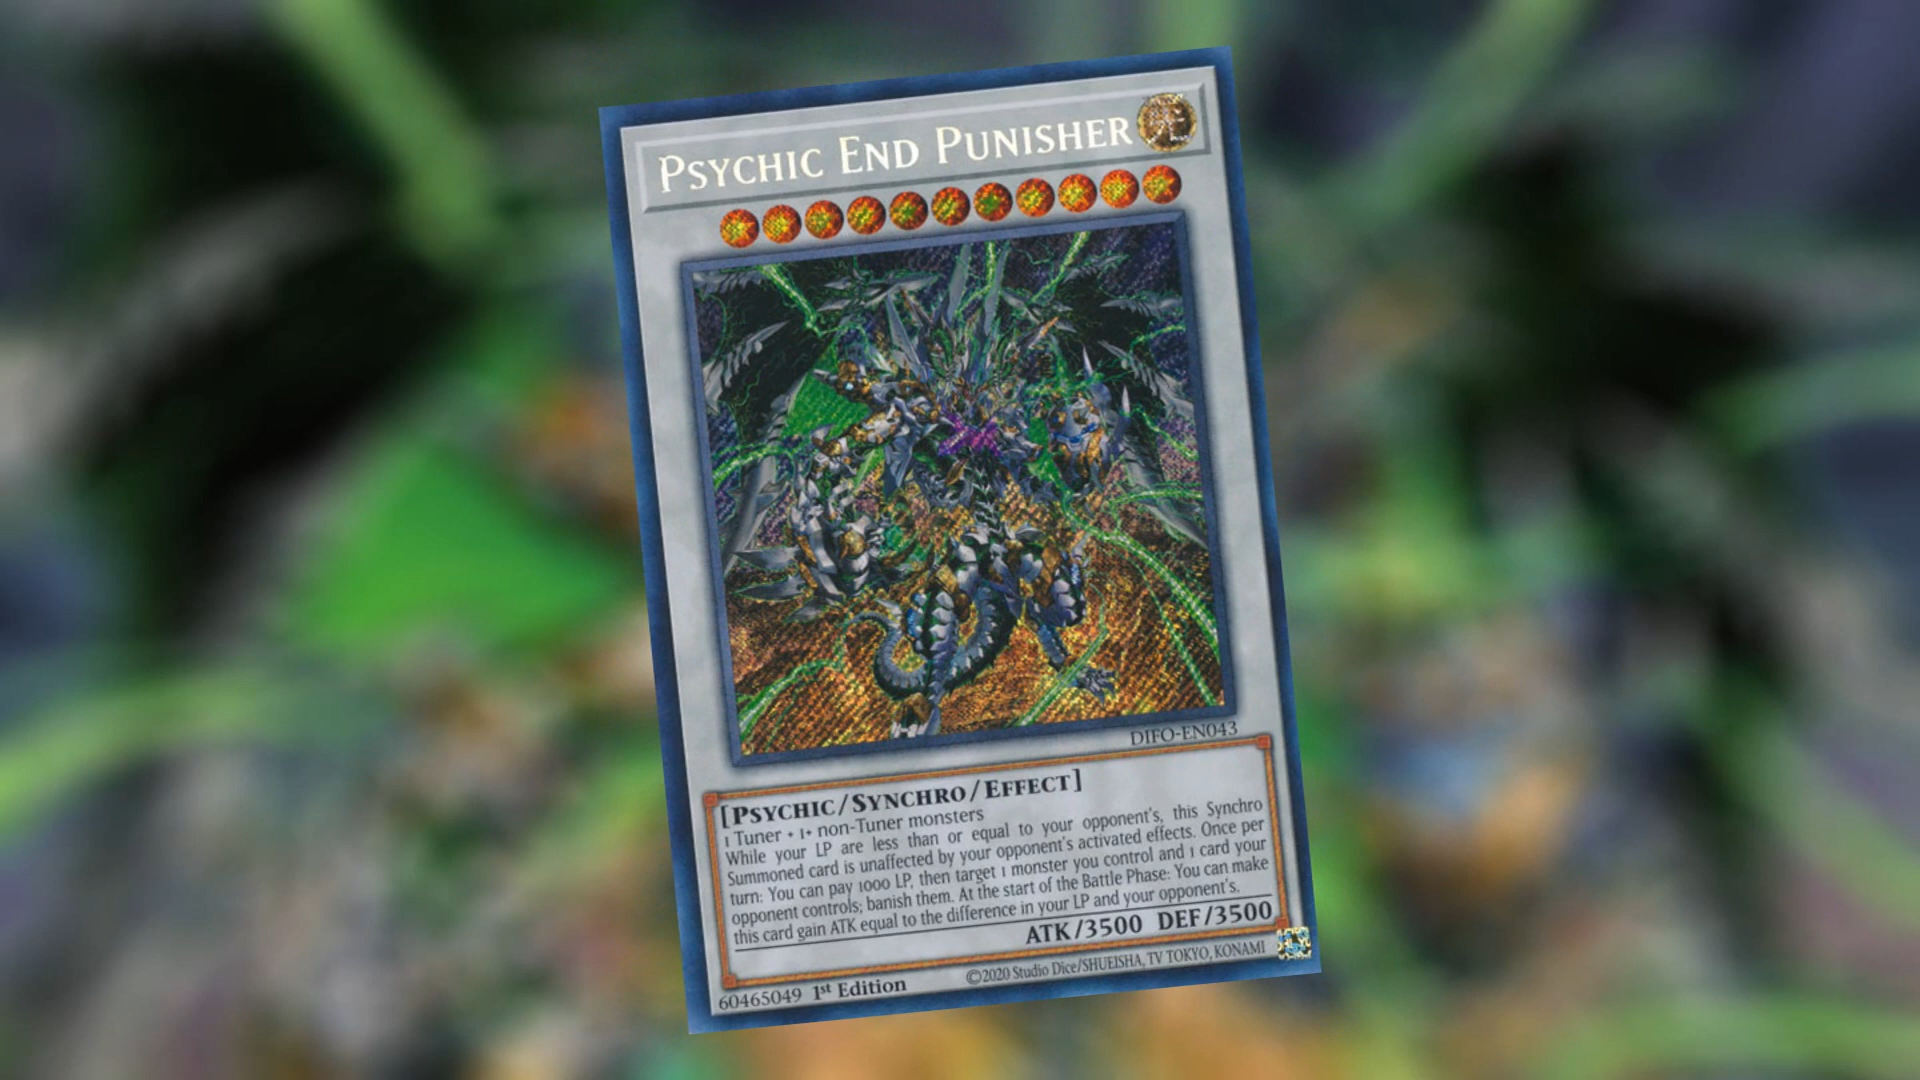 PSYCHIC END PUNISHER
DIFO-EN043
[PSYCHIC/SYNCHRO/EFFECT]
1 Tuner + 1+ non-Tuner monsters
While your LP are less than or equal to your opponent's, this Synchro
Summoned card is unaffected by your opponent's activated effects. Once per
turn: You can pay 1000 LP, then target 1 monster you control and 1 card your
opponent controls; banish them. At the start of the Battle Phase: You can make
this card gain ATK equal to the difference in your LP and your opponent's.
ATK/3500 DEF/3500
60465049 1st Edition ©2020 Studio Dice/SHUEISHA, TV TOKYO, KONAMI